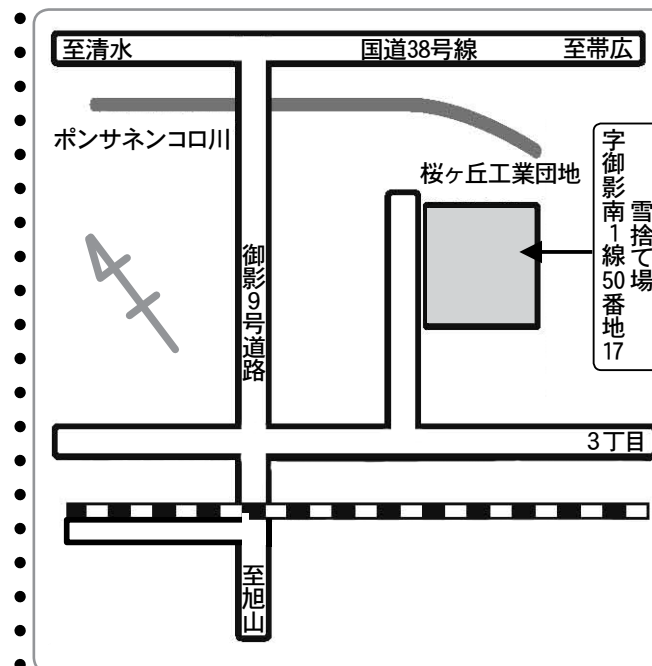 至清水
国道38号線
至帯広
ポンサネンコロ川
桜ヶ丘工業団地
雪捨て場
字御影南1線50番地17
御影9号道路
3丁目
至旭山